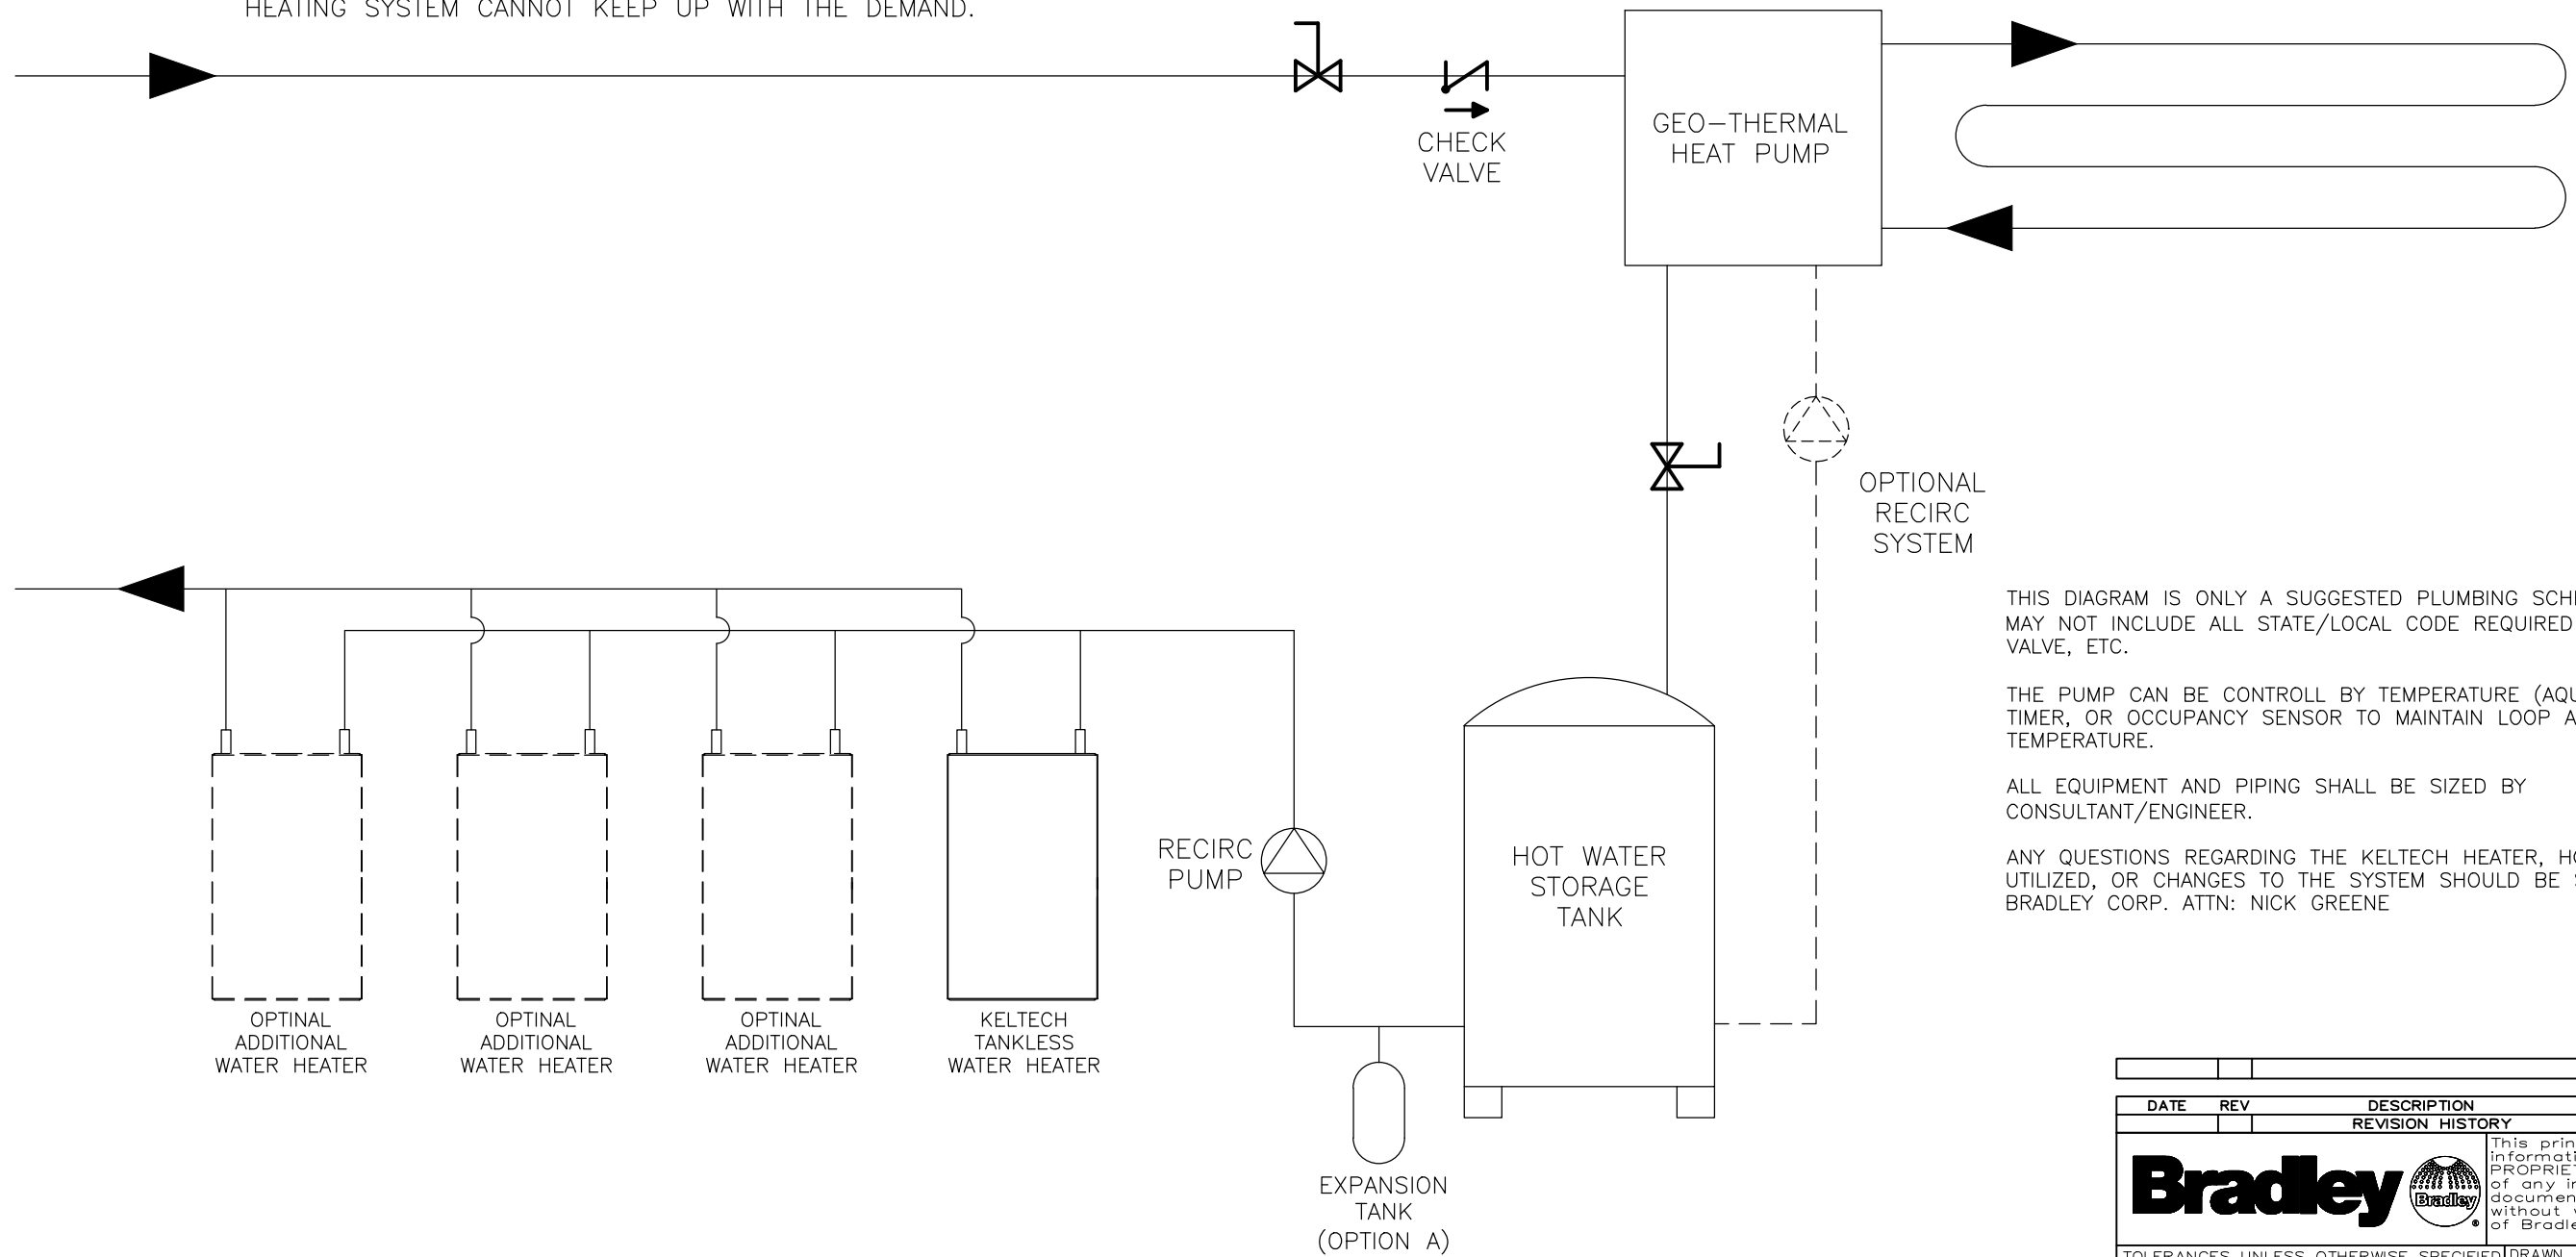 HEATING SYSTEM CANNOT KEEP UP WITH THE DEMAND.
CHECK
VALVE
GEO-THERMAL
HEAT PUMP
OPTIONAL
RECIRC
SYSTEM
THIS DIAGRAM IS ONLY A SUGGESTED PLUMBING
MAY NOT INCLUDE ALL STATE/LOCAL CODE REQUIRED
VALVE, ETC.
THE PUMP CAN BE CONTROLL BY TEMPERATURE
TIMER, OR OCCUPANCY SENSOR TO MAINTAIN LOOP
TEMPERATURE.
ALL EQUIPMENT AND PIPING SHALL BE SIZED BY
CONSULTANT/ENGINEER.
ANY QUESTIONS REGARDING THE KELTECH HEATER,
UTILIZED, OR CHANGES TO THE SYSTEM SHOULD BE
BRADLEY CORP. ATTN: NICK GREENE
RECIRC
PUMP
HOT WATER
STORAGE
TANK
OPTINAL
ADDITIONAL
WATER HEATER
OPTINAL
ADDITIONAL
WATER HEATER
OPTINAL
ADDITIONAL
WATER HEATER
KELTECH
TANKLESS
WATER HEATER
EXPANSION
TANK
(OPTION A)
DATE REV DESCRIPTION
REVISION HISTORY
Bradley
Bradley
®
This
of any
without
of
TOLERANCES UNLESS OTHERWISE SPECIFIED
DRAWN